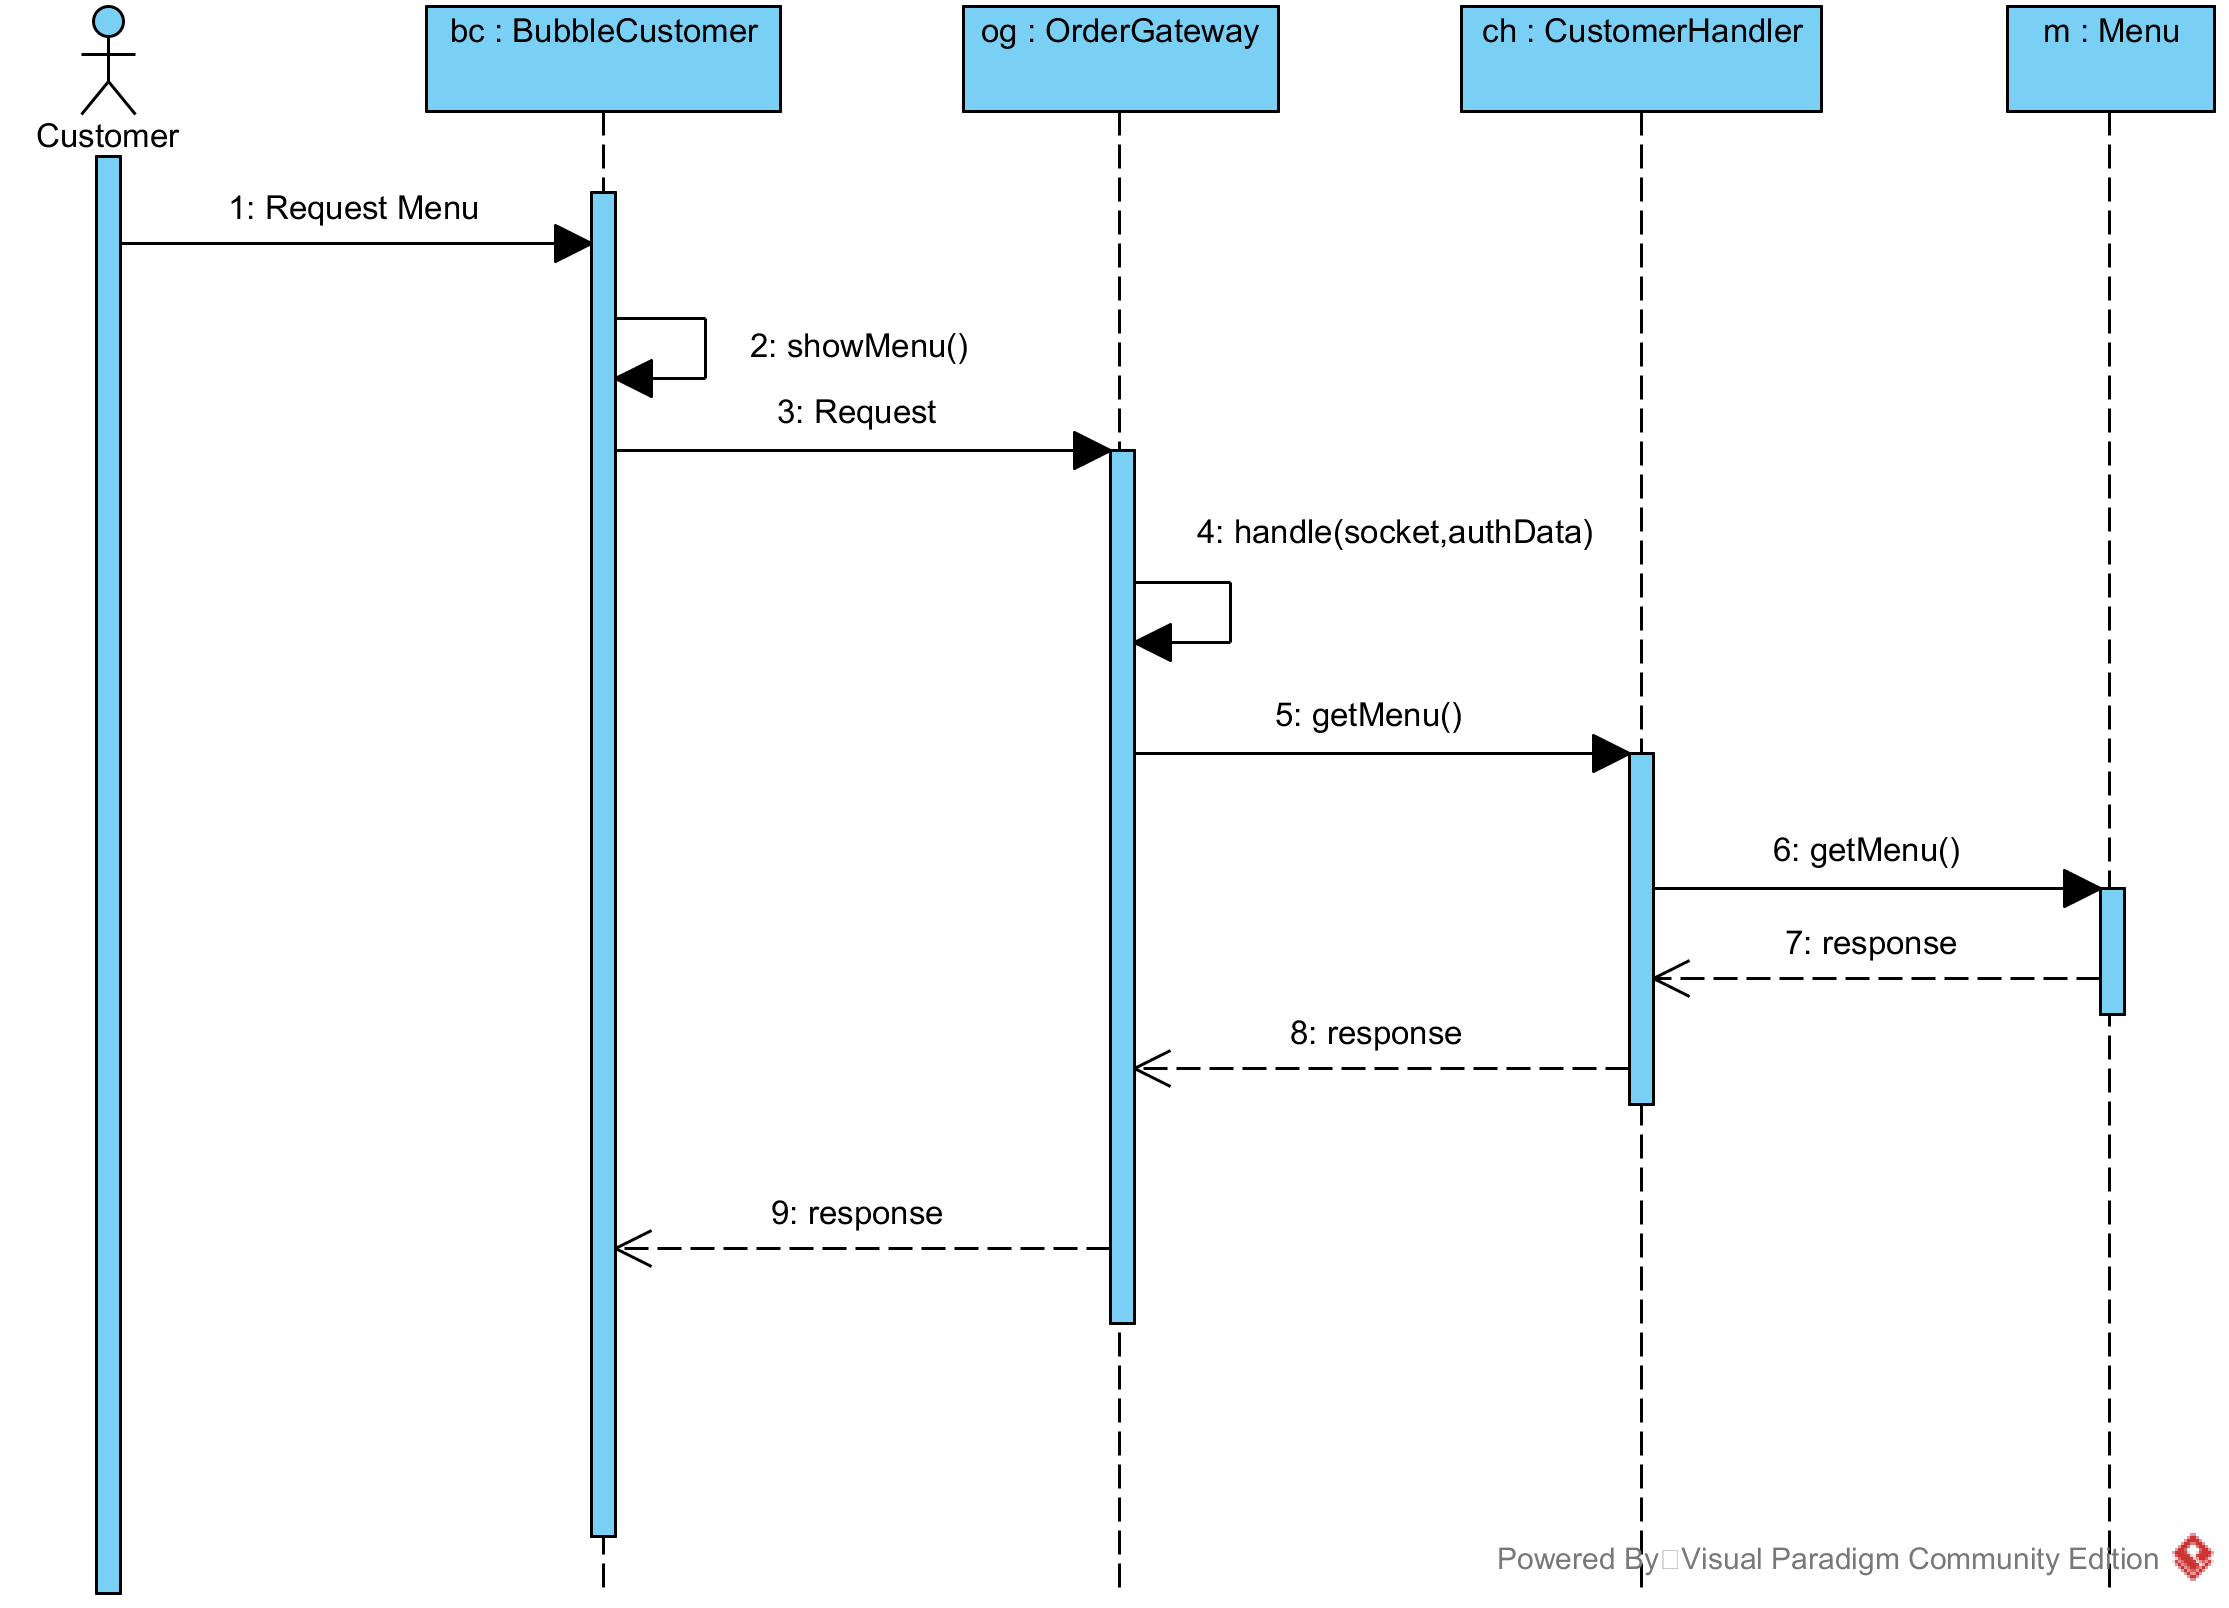 Customer
bc : BubbleCustomer
og : OrderGateway
ch : CustomerHandler
m : Menu
1: Request Menu
2: showMenu()
3: Request
4: handle(socket,authData)
5: getMenu()
6: getMenu()
7: response
8: response
9: response
Powered By Visual Paradigm Community Edition